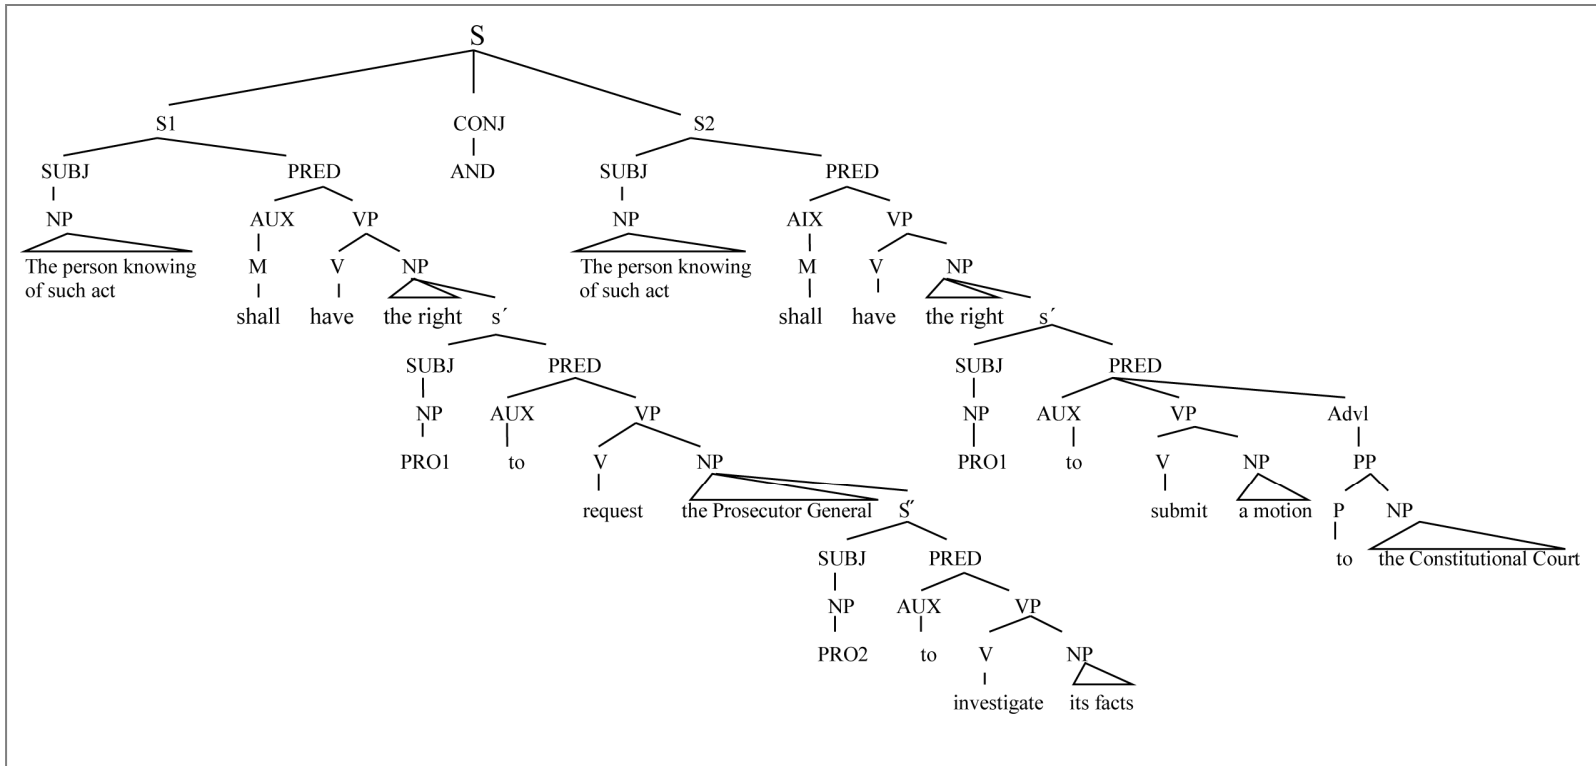 S
S1 CONJ S2
SUBJ PRED AND SUBJ PRED
NP AUX VP NP AIX VP
The person knowing M V NP The person knowing M V NP
of such act of such act
shall have the right s´ shall have the right s´
SUBJ PRED SUBJ PRED
NP AUX VP NP AUX VP Advl
PRO1 to V NP PRO1 to V NP PP
request the Prosecutor General S˝ submit a motion P NP
SUBJ PRED to the Constitutional Court
NP AUX VP
PRO2 to V NP
investigate its facts